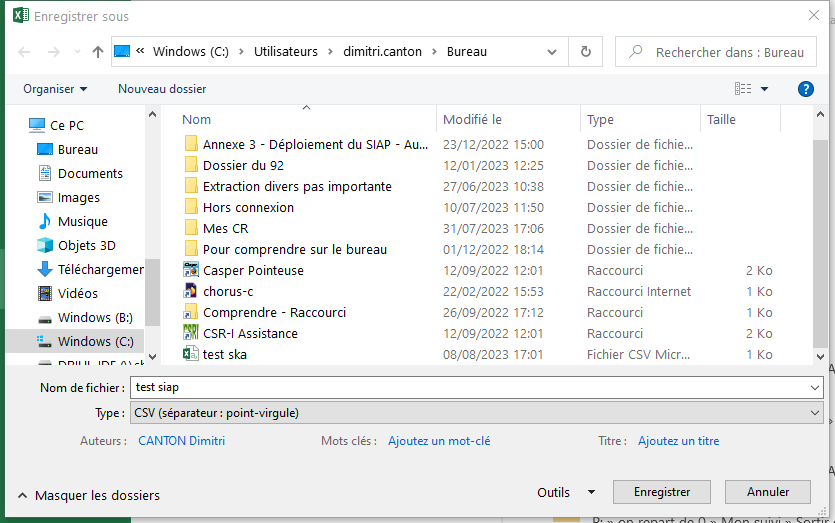 Enregistrer sous
« Windows (C:) › Utilisateurs › dimitri.canton › Bureau
Rechercher dans : Bureau
Organiser
Nouveau dossier
?
Nom Modifié le Type Taille
Ce PC
Bureau
Documents
Images
Musique
Objets 3D
Téléchargemer
Vidéos
Windows (B:)
Windows (C:)
Annexe 3 - Déploiement du SIAP - Au... 23/12/2022 15:00 Dossier de fichie...
Dossier du 92 12/01/2023 12:25 Dossier de fichie...
Extraction divers pas importante 27/06/2023 10:38 Dossier de fichie...
Hors connexion 10/07/2023 11:50 Dossier de fichie...
Mes CR 31/07/2023 17:06 Dossier de fichie...
Pour comprendre sur le bureau 01/12/2022 18:14 Dossier de fichie...
Casper Pointeuse 12/09/2022 12:01 Raccourci 2 Ko
chorus-c 22/02/2022 15:53 Raccourci Internet 1 Ko
Comprendre - Raccourci 26/09/2022 17:12 Raccourci 1 Ko
CSR-I Assistance 12/09/2022 12:01 Raccourci 2 Ko
test ska 08/08/2023 17:01 Fichier CSV Micr... 1 Ko
Nom de fichier : test siap
Type : CSV (séparateur : point-virgule)
Auteurs : CANTON Dimitri Mots clés : Ajoutez un mot-clé Titre : Ajoutez un titre
Masquer les dossiers
Outils
Enregistrer
Annuler